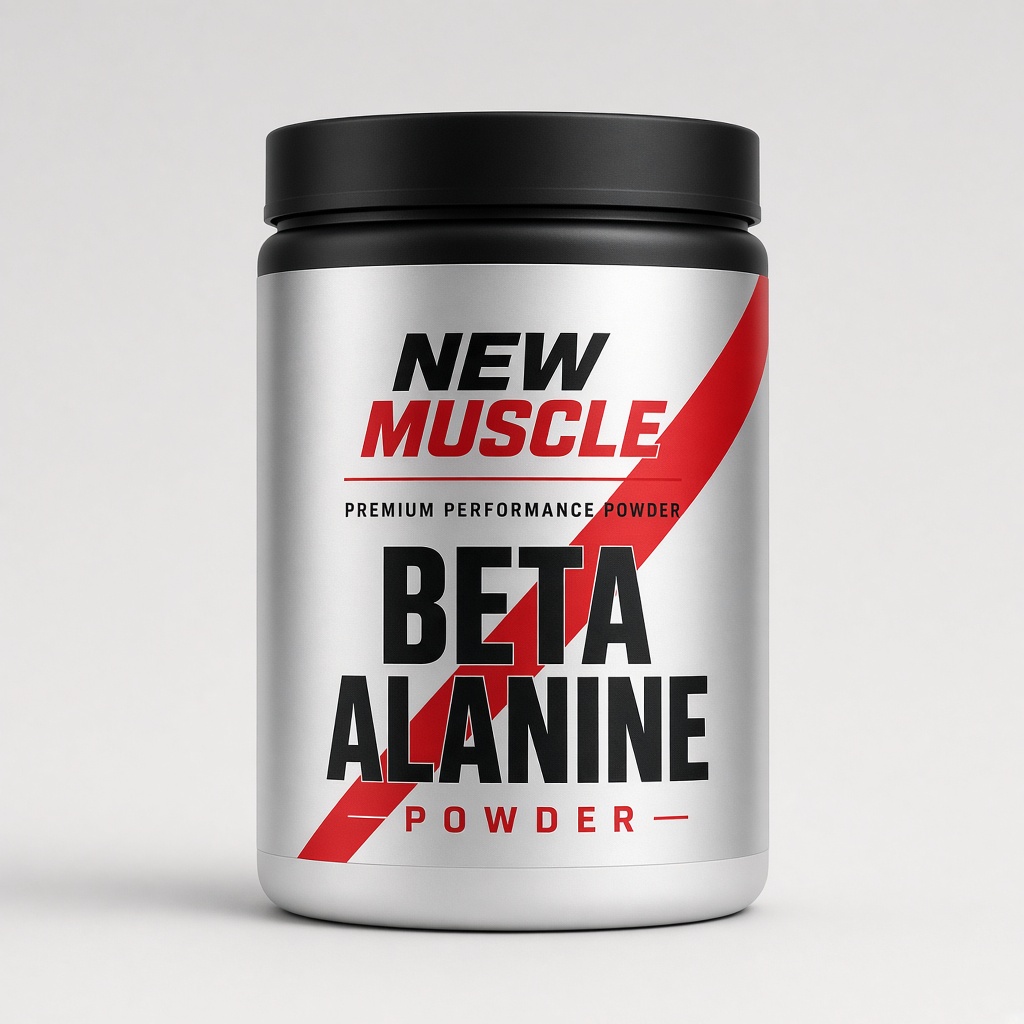 NEW
MUSCLE
PREMIUM PERFORMANCE POWDER
BETA
ALANINE
POWDER